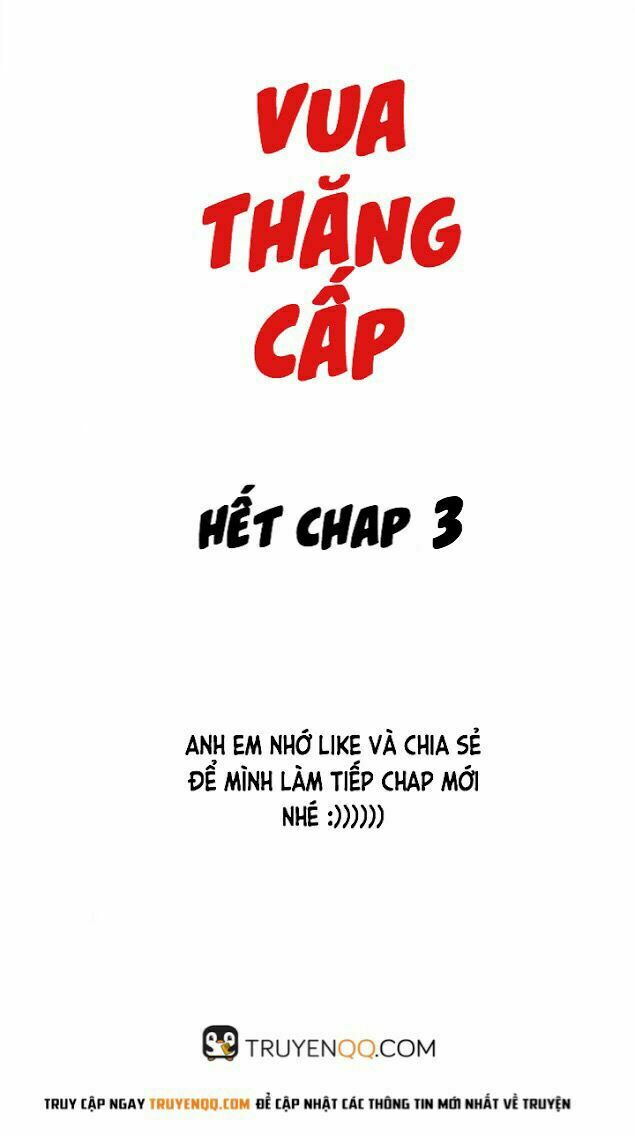 VUA
THĂNG
CẤP
HẾT CHAP 3
ANH EM NHỚ LIKE VÀ CHIA SẺ
ĐỂ MÌNH LÀM TIẾP CHAP MỚI
NHÉ :))))))
TRUYENQQ.COM
TRUY CẬP NGAY TRUYENQQ.COM ĐỂ CẬP NHẬT CÁC THÔNG TIN MỚI NHẤT VỀ TRUYỆN